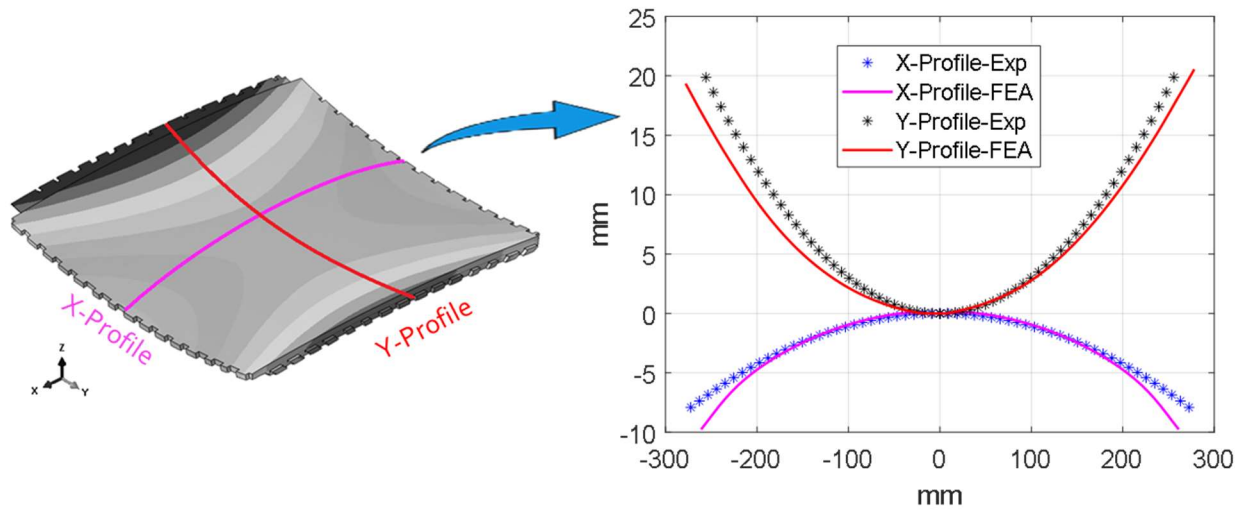 X-Profile
Y-Profile
Z
X
Y
25
20
15
10
5
0
-5
-10
mm
X-Profile-Exp
X-Profile-FEA
Y-Profile-Exp
Y-Profile-FEA
-300 -200 -100 0 100 200 300
mm